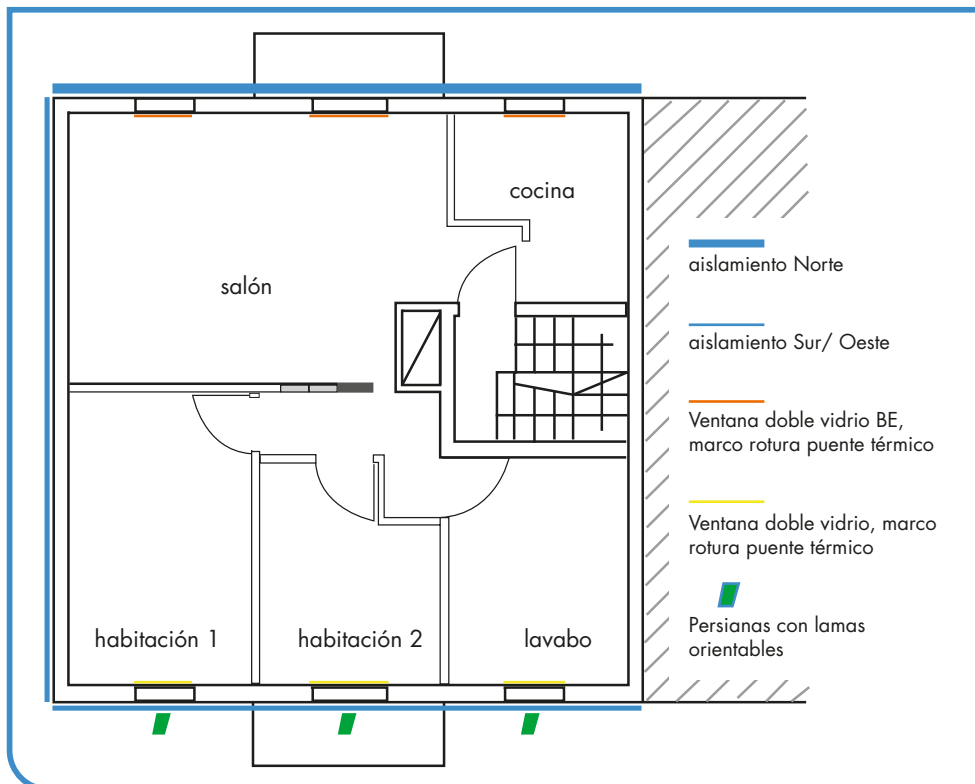 cocina
salón
habitación 1
habitación 2
lavabo
aislamiento Norte
aislamiento Sur/ Oeste
Ventana doble vidrio BE,
marco rotura puente térmico
Ventana doble vidrio, marco
rotura puente térmico
Persianas con lamas
orientables